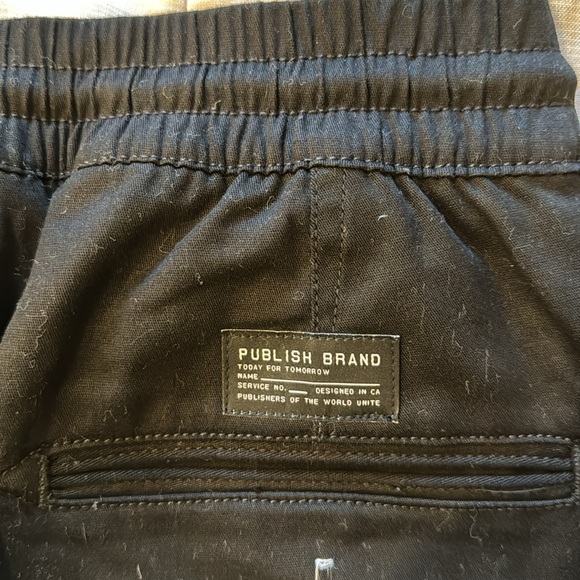 PUBLISH BRAND
TODAY FOR TOMORROW
NAME
SERVICE NO. DESIGNED IN CA
PUBLISHERS OF THE WORLD UNITE